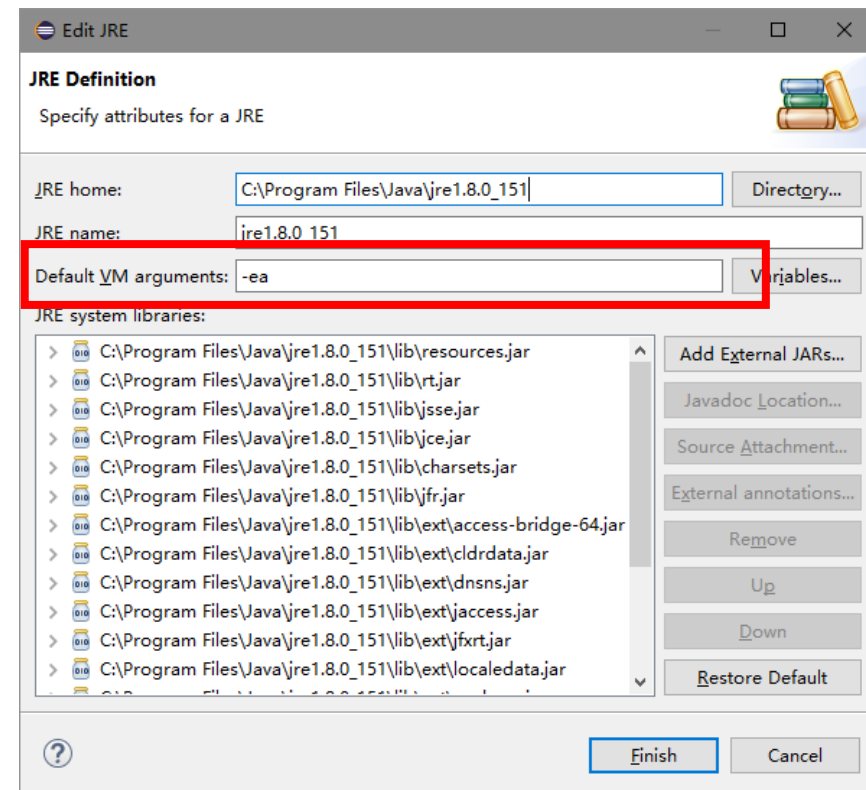 Edit JRE
JRE Definition
Specify attributes for a JRE
JRE home: C:\Program Files\Java\jre1.8.0_151 Directory...
JRE name: jre1.8.0_151
Default VM arguments: -ea Variables...
JRE system libraries:
C:\Program Files\Java\jre1.8.0_151\lib\resources.jar
Add External JARs...
C:\Program Files\Java\jre1.8.0_151\lib\rt.jar
C:\Program Files\Java\jre1.8.0_151\lib\jsse.jar
Javadoc Location...
C:\Program Files\Java\jre1.8.0_151\lib\jce.jar
Source Attachment...
C:\Program Files\Java\jre1.8.0_151\lib\charsets.jar
C:\Program Files\Java\jre1.8.0_151\lib\jfr.jar
External annotations...
C:\Program Files\Java\jre1.8.0_151\lib\ext\access-bridge-64.jar
Remove
C:\Program Files\Java\jre1.8.0_151\lib\ext\cldrdata.jar
C:\Program Files\Java\jre1.8.0_151\lib\ext\dnsns.jar
Up
C:\Program Files\Java\jre1.8.0_151\lib\ext\jaccess.jar
C:\Program Files\Java\jre1.8.0_151\lib\ext\jfxrt.jar
Down
C:\Program Files\Java\jre1.8.0_151\lib\ext\localedata.jar
Restore Default
Finish Cancel